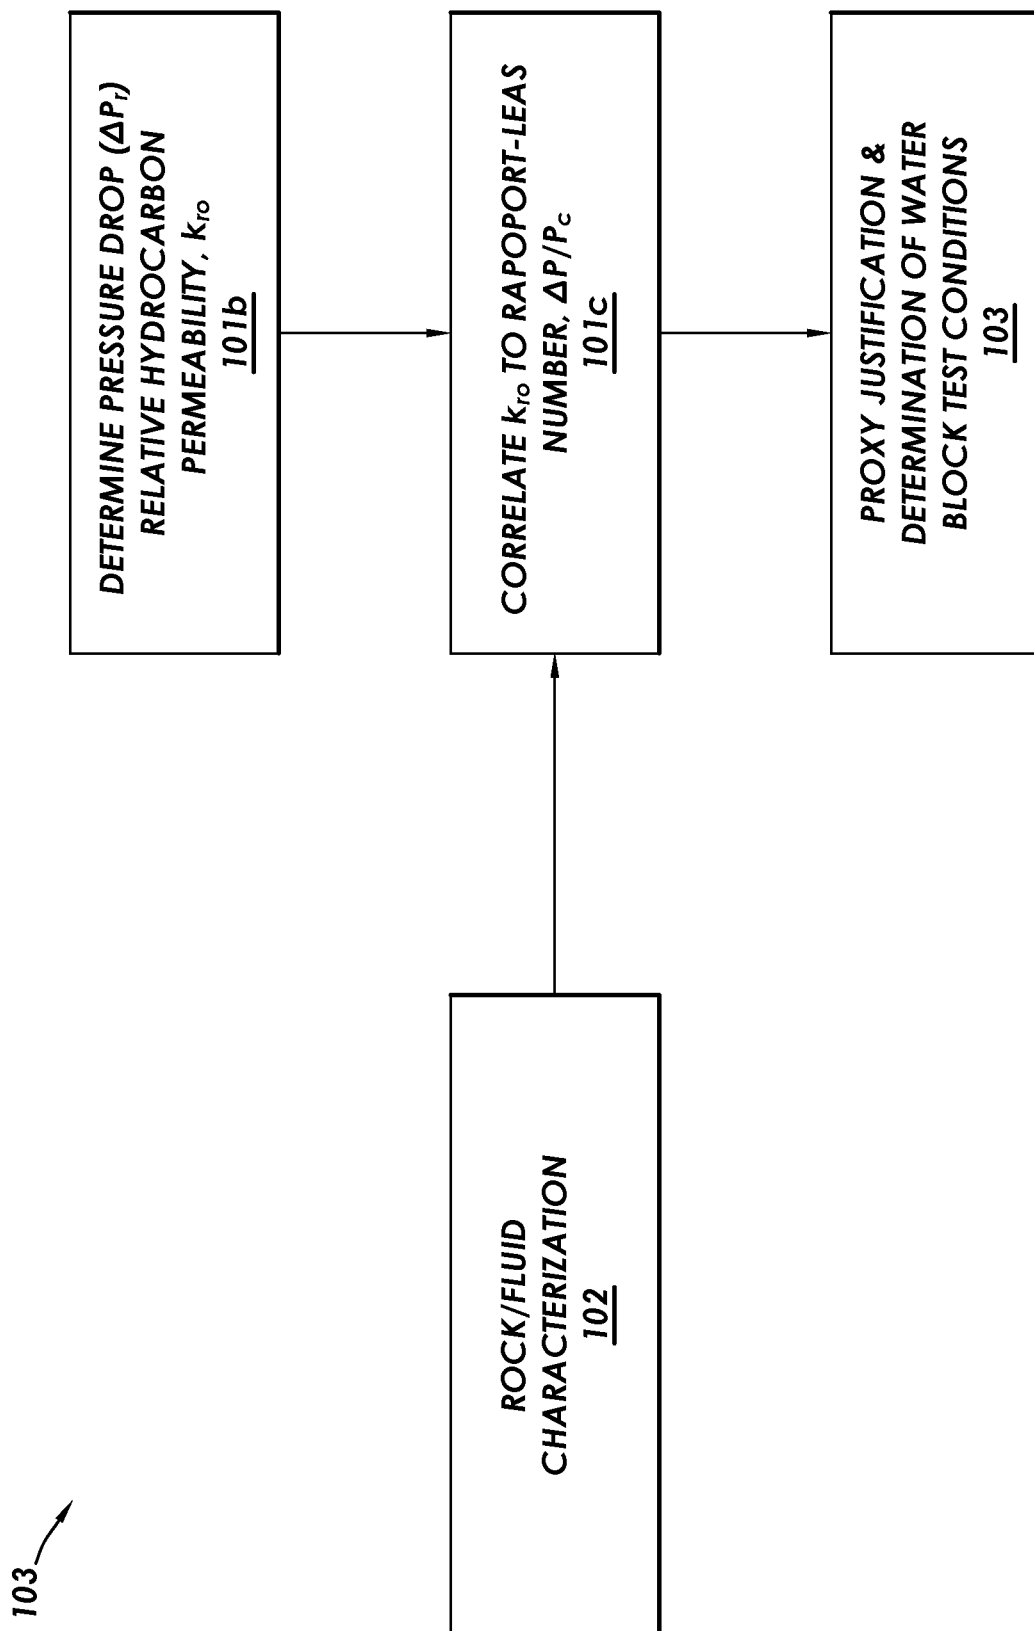 103
DETERMINE PRESSURE DROP (ΔPᵣ)
RELATIVE HYDROCARBON
PERMEABILITY, kro
101b
ROCK/FLUID
CHARACTERIZATION
102
CORRELATE kro TO RAPOPORT-LEAS
NUMBER, ΔP/Pc
101c
PROXY JUSTIFICATION &
DETERMINATION OF WATER
BLOCK TEST CONDITIONS
103